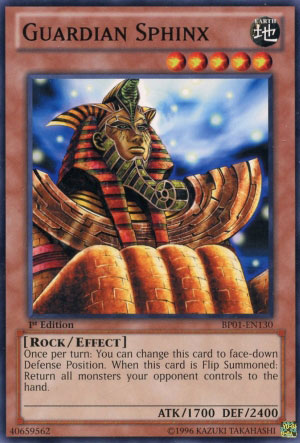 GUARDIAN SPHINX
EARTH
地
1st Edition
BP01-EN130
[ROCK/EFFECT]
Once per turn: You can change this card to face-down
Defense Position. When this card is Flip Summoned:
Return all monsters your opponent controls to
the hand.
ATK/1700 DEF/2400
40659562
©1996 KAZUKI TAKAHASHI